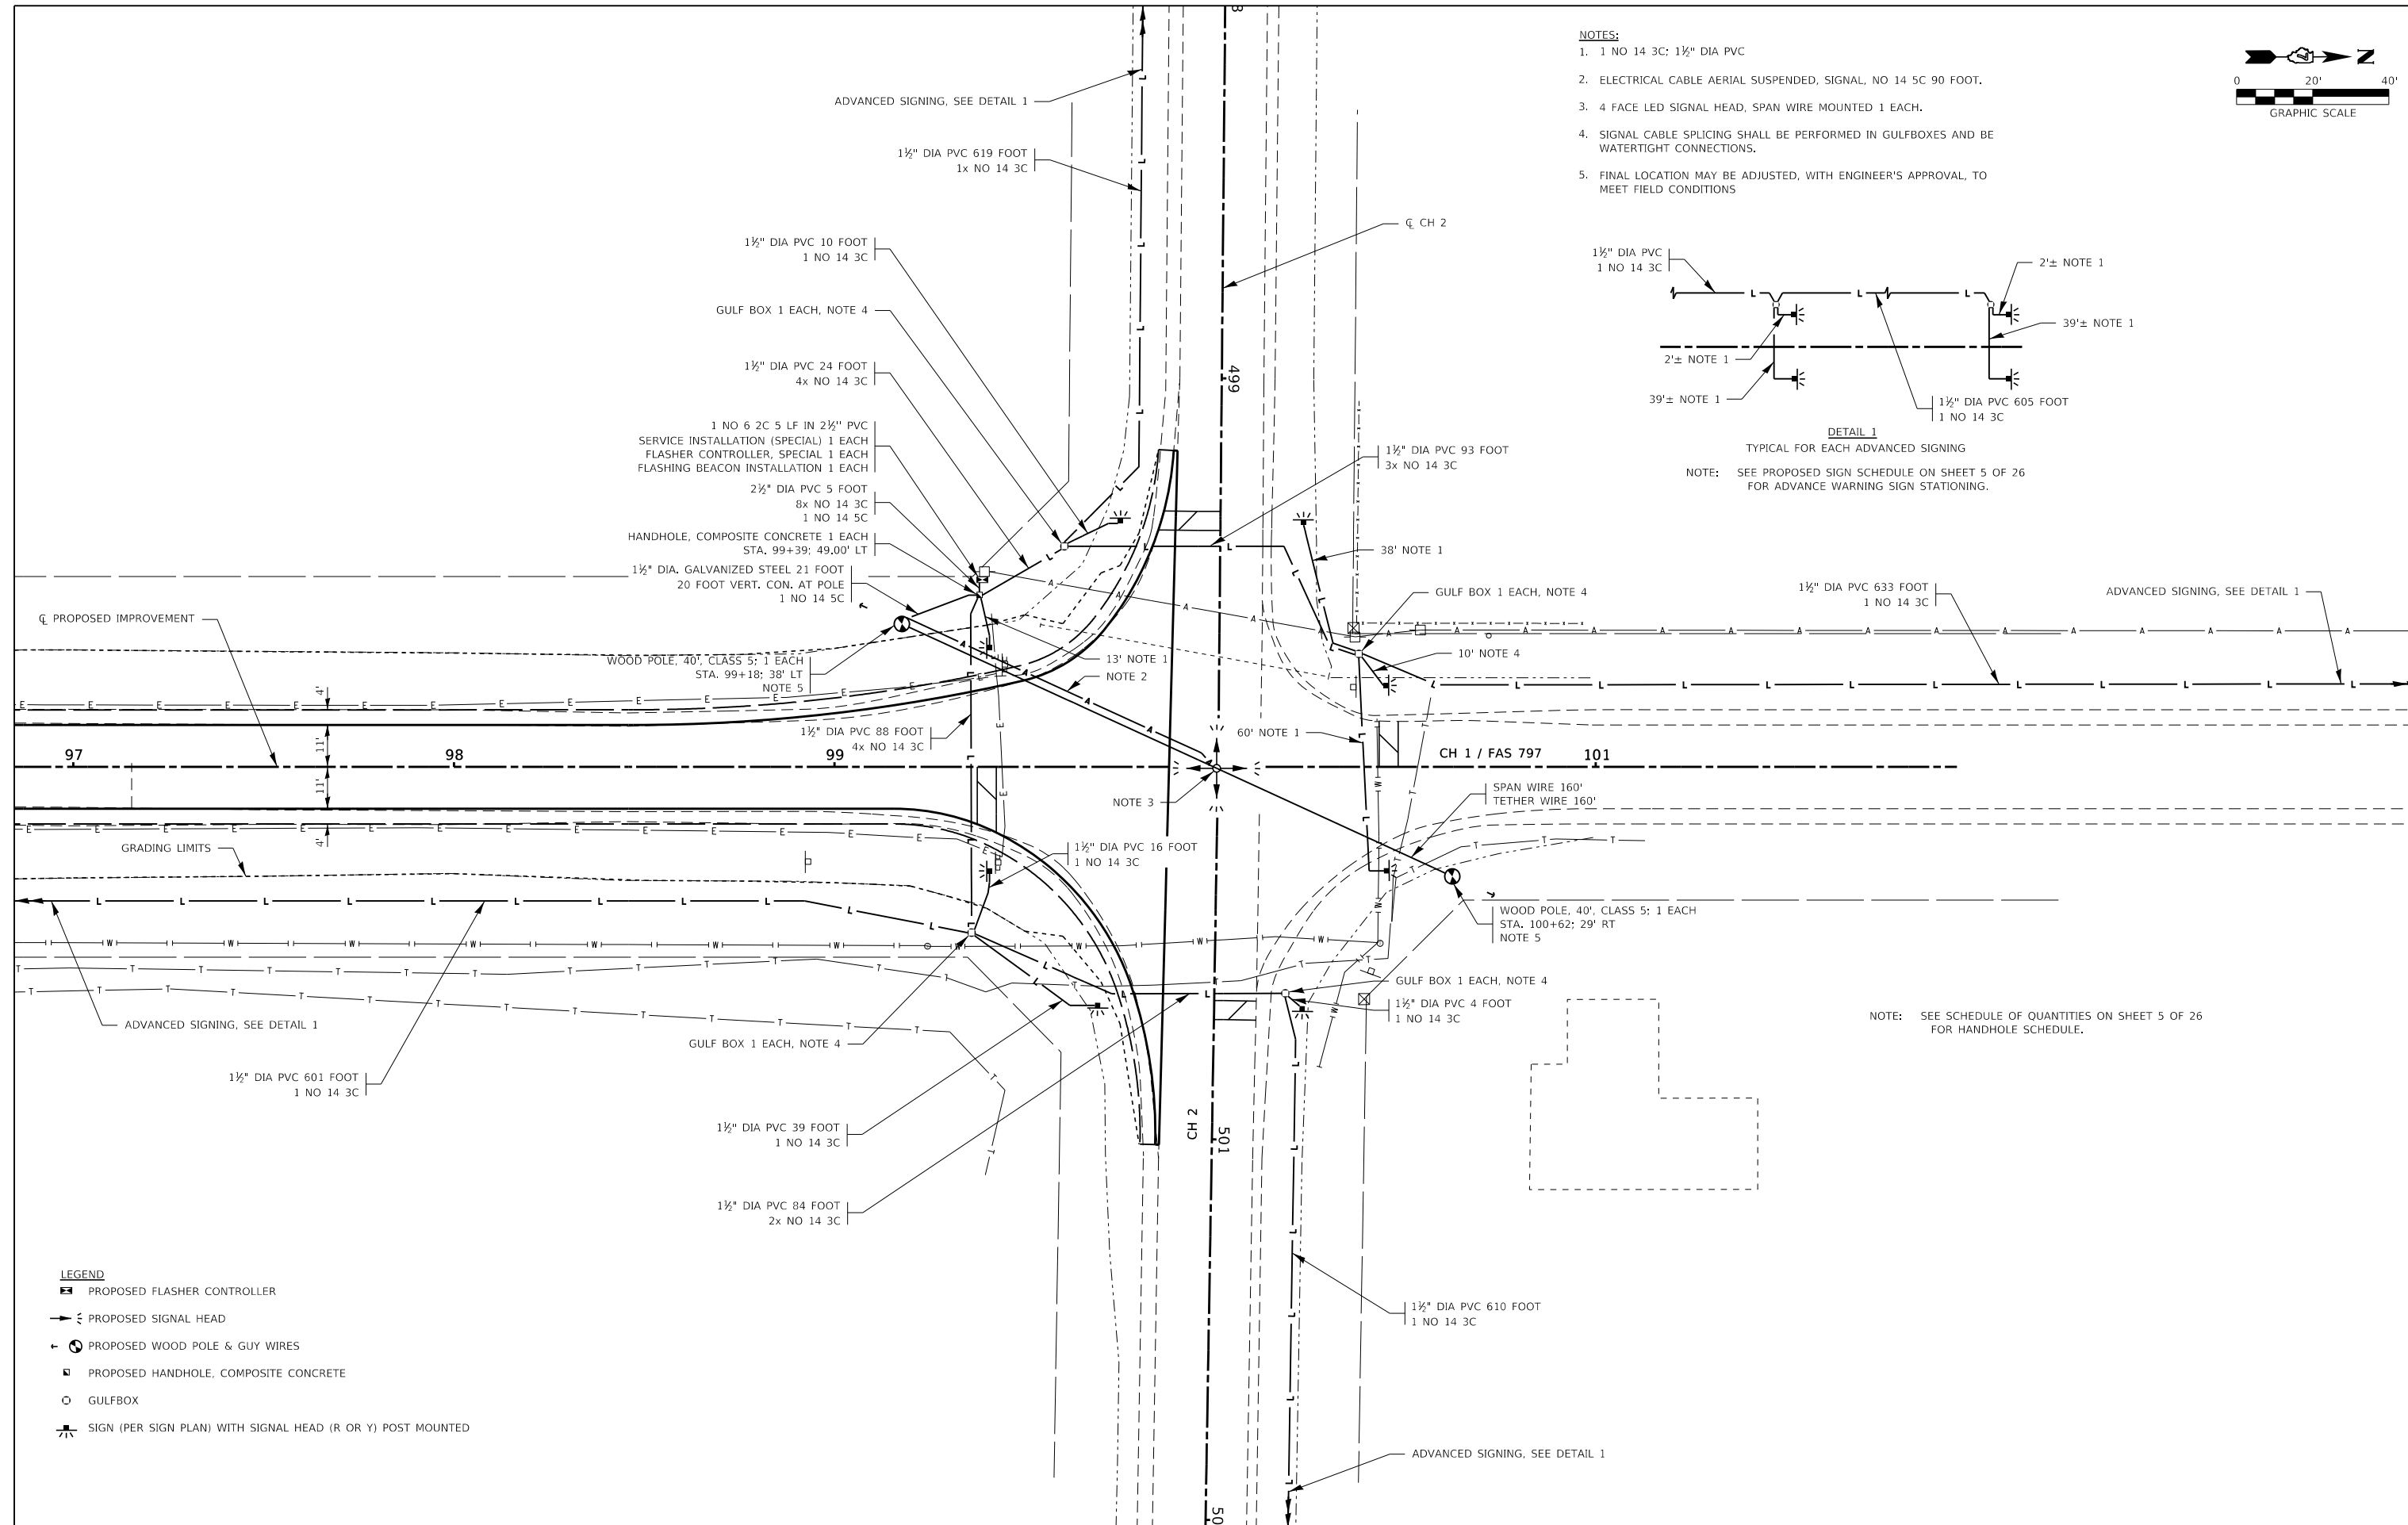 NOTES:
1. 1 NO 14 3C; 1½" DIA PVC
2. ELECTRICAL CABLE AERIAL SUSPENDED, SIGNAL, NO 14 5C 90 FOOT.
3. 4 FACE LED SIGNAL HEAD, SPAN WIRE MOUNTED 1 EACH.
4. SIGNAL CABLE SPLICING SHALL BE PERFORMED IN GULFBOXES AND BE
WATERTIGHT CONNECTIONS.
5. FINAL LOCATION MAY BE ADJUSTED, WITH ENGINEER'S APPROVAL, TO
MEET FIELD CONDITIONS
N
0 20' 40'
GRAPHIC SCALE
ADVANCED SIGNING, SEE DETAIL 1
1½" DIA PVC 619 FOOT
1x NO 14 3C
℄ CH 2
1½" DIA PVC 10 FOOT
1 NO 14 3C
GULF BOX 1 EACH, NOTE 4
1½" DIA PVC 24 FOOT
4x NO 14 3C
499
1 NO 6 2C 5 LF IN 2½" PVC
SERVICE INSTALLATION (SPECIAL) 1 EACH
FLASHER CONTROLLER, SPECIAL 1 EACH
FLASHING BEACON INSTALLATION 1 EACH
2½" DIA PVC 5 FOOT
8x NO 14 3C
1 NO 14 5C
HANDHOLE, COMPOSITE CONCRETE 1 EACH
STA. 99+39; 49.00' LT
1½" DIA. GALVANIZED STEEL 21 FOOT
20 FOOT VERT. CON. AT POLE
1 NO 14 5C
1½" DIA PVC
1 NO 14 3C
2'± NOTE 1
39'± NOTE 1
2'± NOTE 1
39'± NOTE 1
1½" DIA PVC 605 FOOT
1 NO 14 3C
DETAIL 1
TYPICAL FOR EACH ADVANCED SIGNING
NOTE: SEE PROPOSED SIGN SCHEDULE ON SHEET 5 OF 26
FOR ADVANCE WARNING SIGN STATIONING.
1½" DIA PVC 93 FOOT
3x NO 14 3C
38' NOTE 1
GULF BOX 1 EACH, NOTE 4
1½" DIA PVC 633 FOOT
1 NO 14 3C
ADVANCED SIGNING, SEE DETAIL 1
10' NOTE 4
℄ PROPOSED IMPROVEMENT
WOOD POLE, 40', CLASS 5; 1 EACH
STA. 99+18; 38' LT
NOTE 5
13' NOTE 1
NOTE 2
4'
11'
11'
4'
1½" DIA PVC 88 FOOT
4x NO 14 3C
60' NOTE 1
97 98 99 CH 1 / FAS 797 101
NOTE 3
SPAN WIRE 160'
TETHER WIRE 160'
GRADING LIMITS
1½" DIA PVC 16 FOOT
1 NO 14 3C
WOOD POLE, 40', CLASS 5; 1 EACH
STA. 100+62; 29' RT
NOTE 5
GULF BOX 1 EACH, NOTE 4
1½" DIA PVC 4 FOOT
1 NO 14 3C
ADVANCED SIGNING, SEE DETAIL 1
GULF BOX 1 EACH, NOTE 4
1½" DIA PVC 601 FOOT
1 NO 14 3C
NOTE: SEE SCHEDULE OF QUANTITIES ON SHEET 5 OF 26
FOR HANDHOLE SCHEDULE.
1½" DIA PVC 39 FOOT
1 NO 14 3C
CH 2
501
1½" DIA PVC 84 FOOT
2x NO 14 3C
1½" DIA PVC 610 FOOT
1 NO 14 3C
ADVANCED SIGNING, SEE DETAIL 1
LEGEND
PROPOSED FLASHER CONTROLLER
PROPOSED SIGNAL HEAD
PROPOSED WOOD POLE & GUY WIRES
PROPOSED HANDHOLE, COMPOSITE CONCRETE
GULFBOX
SIGN (PER SIGN PLAN) WITH SIGNAL HEAD (R OR Y) POST MOUNTED